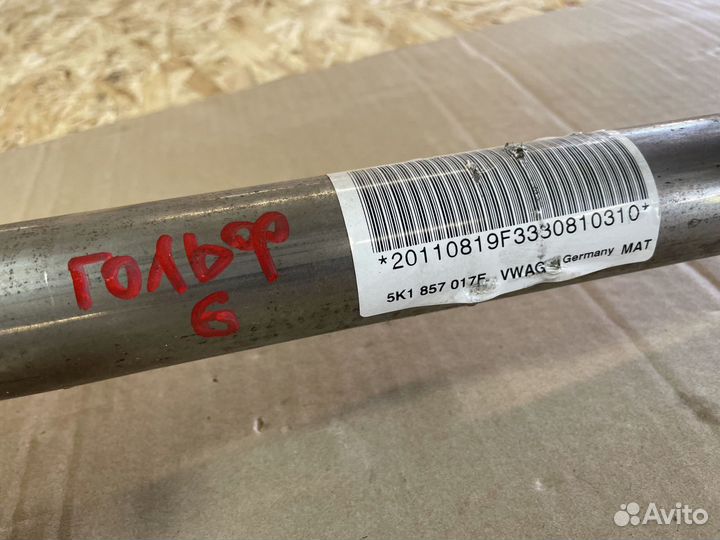 гольф
6
*20110819F3330810310*
5K1 857 017F VWAG Germany MAT
Avito